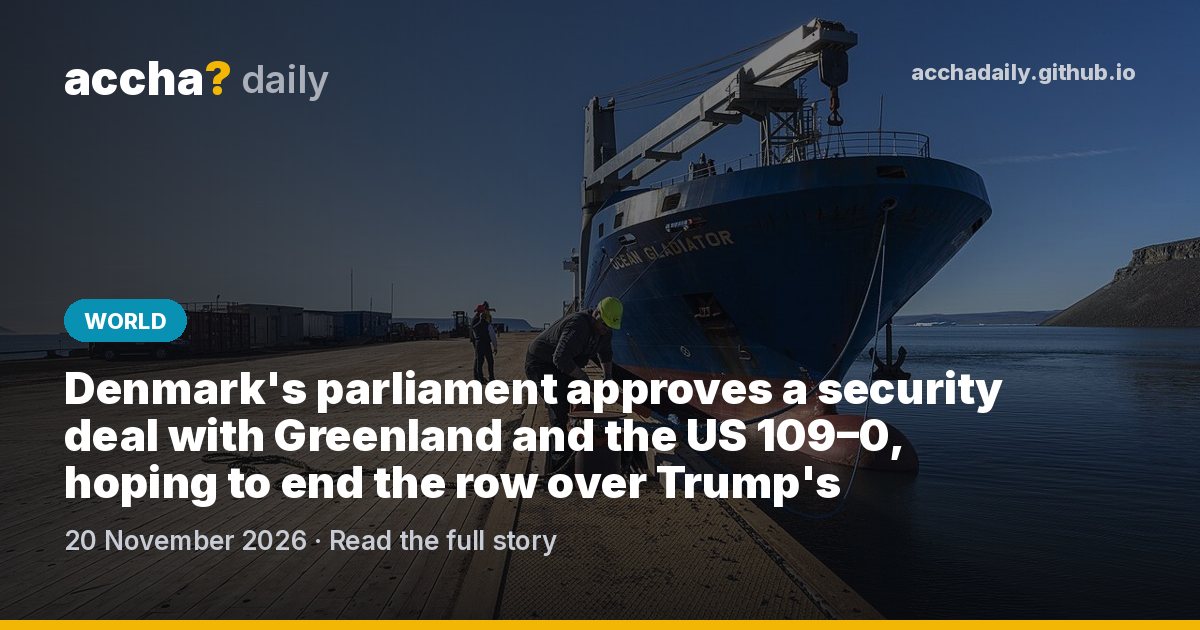 accha? daily
acchadaily.github.io
OCEAN GLADIATOR
WORLD
Denmark's parliament approves a security
deal with Greenland and the US 109–0,
hoping to end the row over Trump's
20 November 2026 · Read the full story